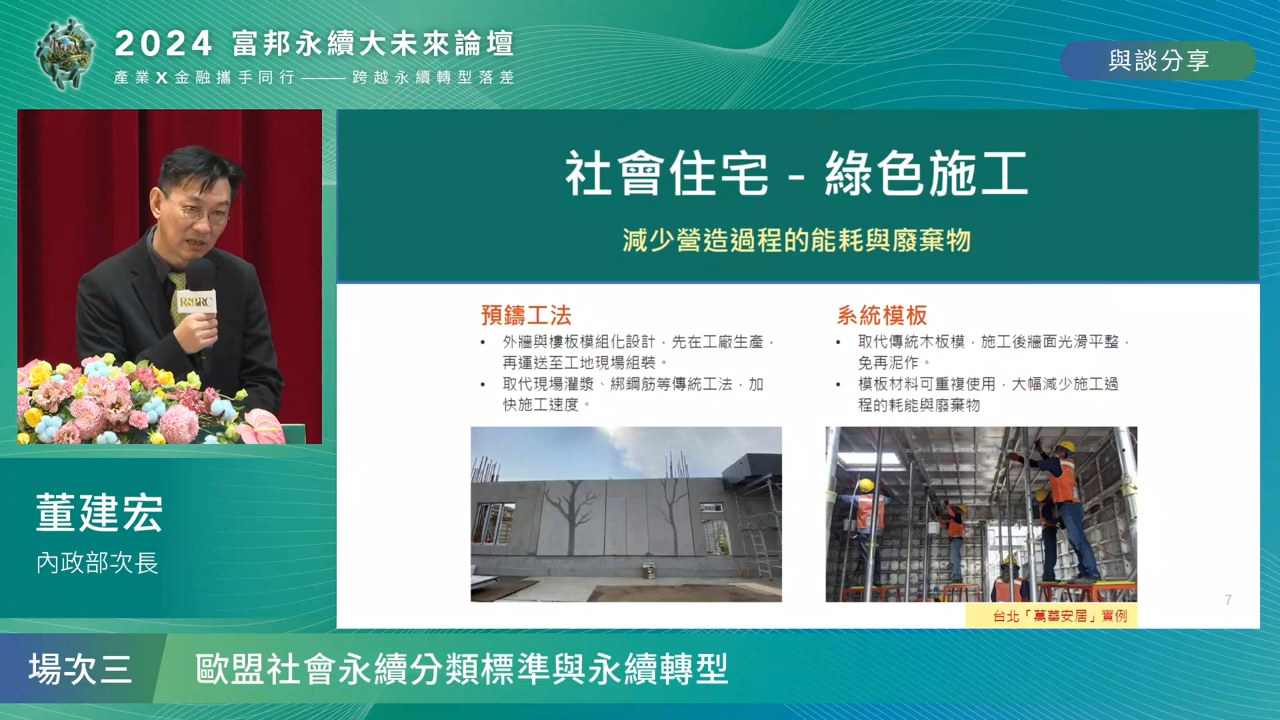 2024 富邦永續大未來論壇
產業X金融攜手同行——跨越永續轉型落差
與談分享
社會住宅 - 綠色施工
減少營造過程的能耗與廢棄物
預鑄工法
• 外牆與樓板模組化設計，先在工廠生產，
再運送至工地現場組裝。
• 取代現場灌漿、綁鋼筋等傳統工法，加
快施工速度。
系統模板
• 取代傳統木板模，施工後牆面光滑平整，
免再泥作。
• 模板材料可重複使用，大幅減少施工過
程的耗能與廢棄物
台北「萬華安居」實例
7
RSPRC
董建宏
內政部次長
場次三
歐盟社會永續分類標準與永續轉型